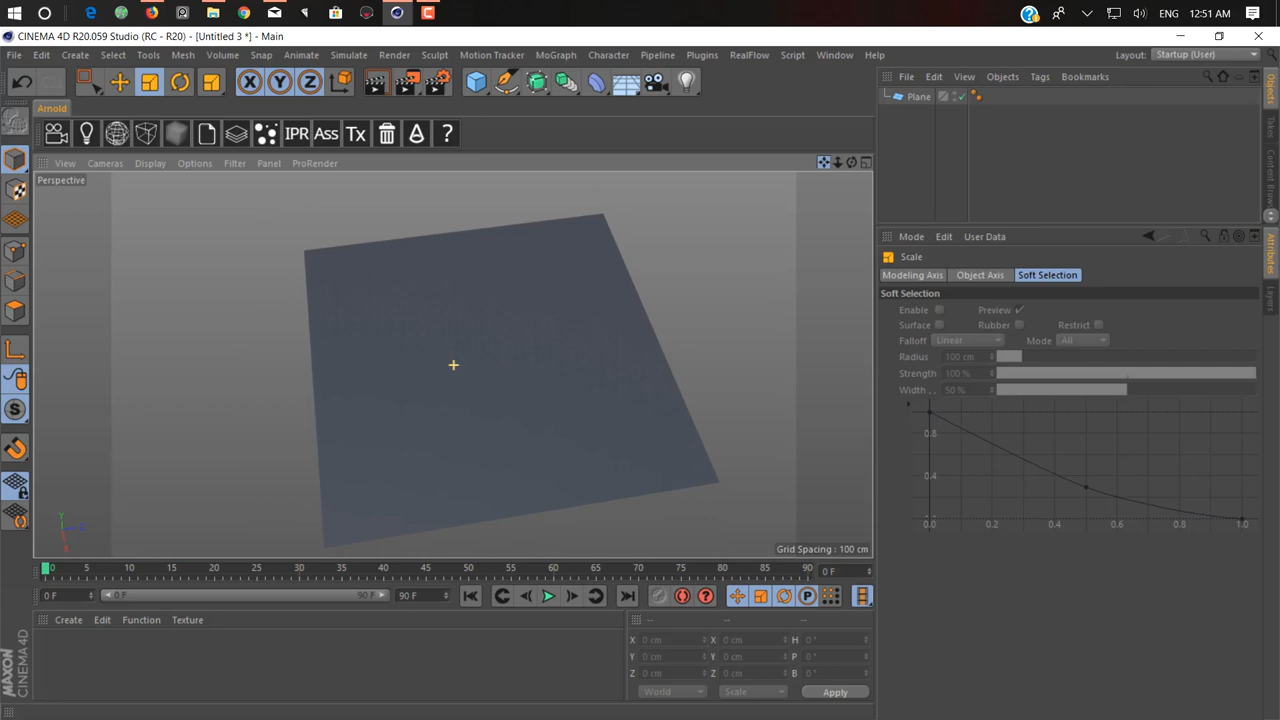 ENG 12:51 AM
CINEMA 4D R20.059 Studio (RC - R20) - [Untitled 3 *] - Main
File Edit Create Select Tools Mesh Volume Snap Animate Simulate Render Sculpt Motion Tracker MoGraph Character Pipeline Plugins RealFlow Script Window Help Layout: Startup (User)
File Edit View Objects Tags Bookmarks
Plane
Arnold
IPR Ass Tx ?
View Cameras Display Options Filter Panel ProRender
Perspective
Objects
Takes
Content Brows
Attributes
Layers
Mode Edit User Data
Scale
Modeling Axis Object Axis Soft Selection
Soft Selection
Enable Preview
Surface Rubber Restrict
Falloff Linear Mode All
Radius 100 cm
Strength 100 %
Width . . 50 %
0.8
0.4
0.0 0.2 0.4 0.6 0.8 1.0
Y
Z
X
Grid Spacing : 100 cm
0 5 10 15 20 25 30 35 40 45 50 55 60 65 70 75 80 85 90 0 F
0 F 0 F 90 F 90 F
Create Edit Function Texture
-- -- --
X 0 cm X 0 cm H 0 °
Y 0 cm Y 0 cm P 0 °
Z 0 cm Z 0 cm B 0 °
World Scale Apply
MAXON
CINEMA 4D